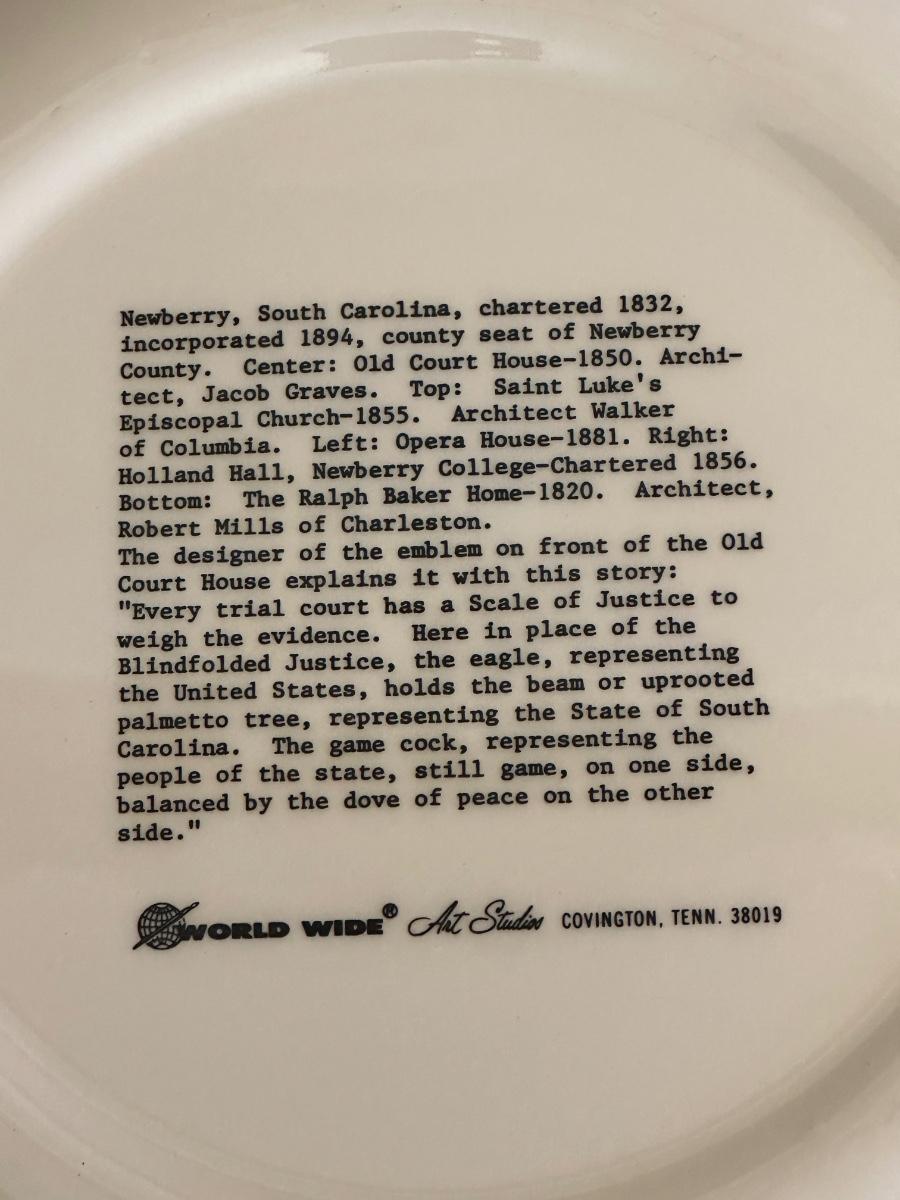 Newberry, South Carolina, chartered 1832,
incorporated 1894, county seat of Newberry
County.  Center: Old Court House-1850. Archi-
tect, Jacob Graves.  Top:  Saint Luke's
Episcopal Church-1855.  Architect Walker
of Columbia.  Left: Opera House-1881. Right:
Holland Hall, Newberry College-Chartered 1856.
Bottom:  The Ralph Baker Home-1820.  Architect,
Robert Mills of Charleston.
The designer of the emblem on front of the Old
Court House explains it with this story:
"Every trial court has a Scale of Justice to
weigh the evidence.  Here in place of the
Blindfolded Justice, the eagle, representing
the United States, holds the beam or uprooted
palmetto tree, representing the State of South
Carolina.  The game cock, representing the
people of the state, still game, on one side,
balanced by the dove of peace on the other
side."
WORLD WIDE® Art Studios COVINGTON, TENN. 38019